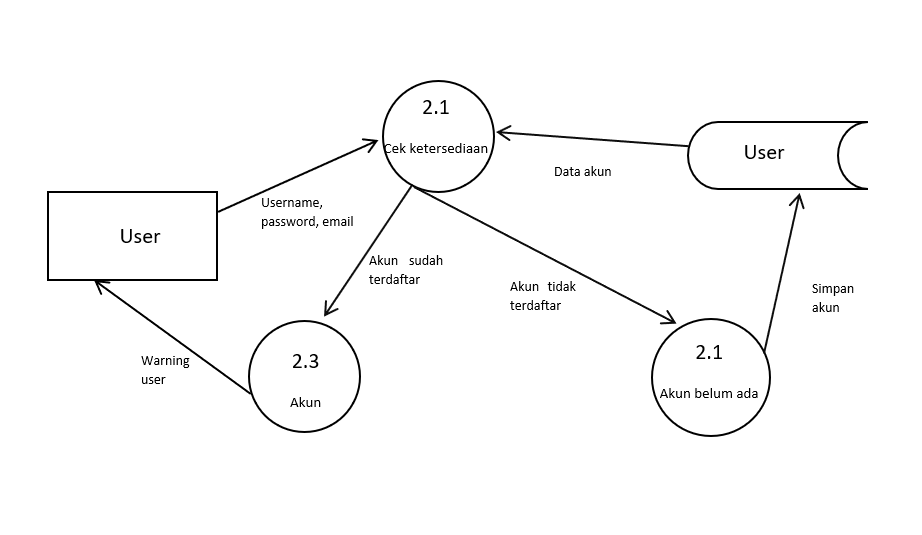 2.1
Cek ketersediaan
User
Data akun
Username,
password, email
User
Akun sudah
terdaftar
Akun tidak
terdaftar
Simpan
akun
Warning
user
2.3
Akun
2.1
Akun belum ada